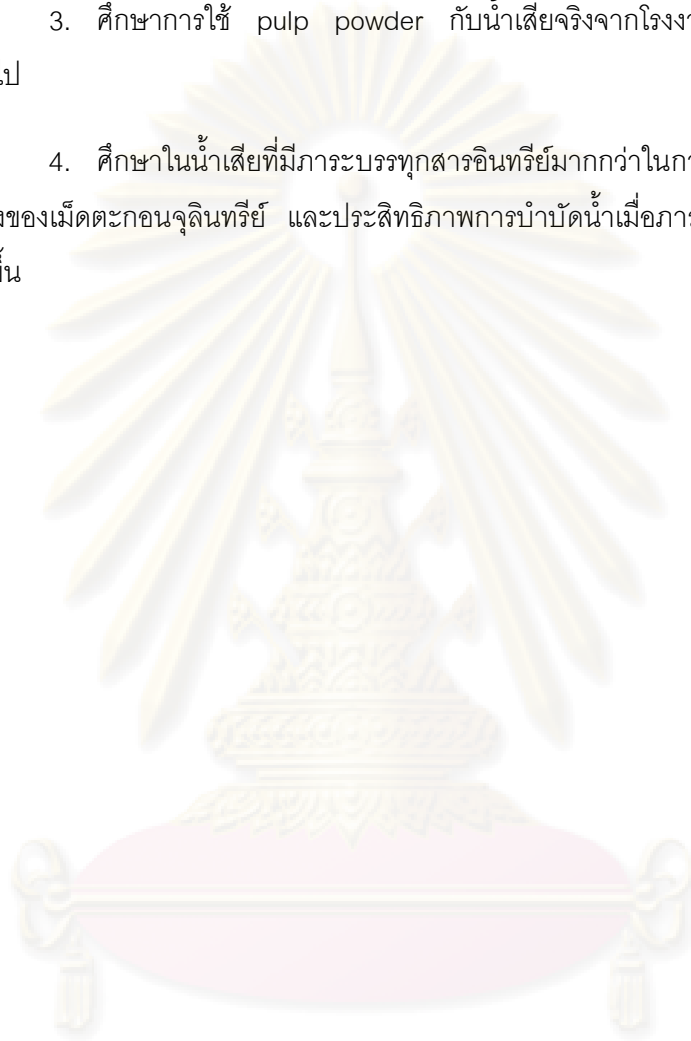 3. ศึกษาการใช้ pulp powder กับน้ำเสียจริงจากโรงงา
ไป
4. ศึกษาในน้ำเสียที่มีภาระบรรทุกสารอินทรีย์มากกว่าในกา
งของเม็ดตะกอนจุลินทรีย์ และประสิทธิภาพการบำบัดน้ำเมื่อภาร
ขึ้น